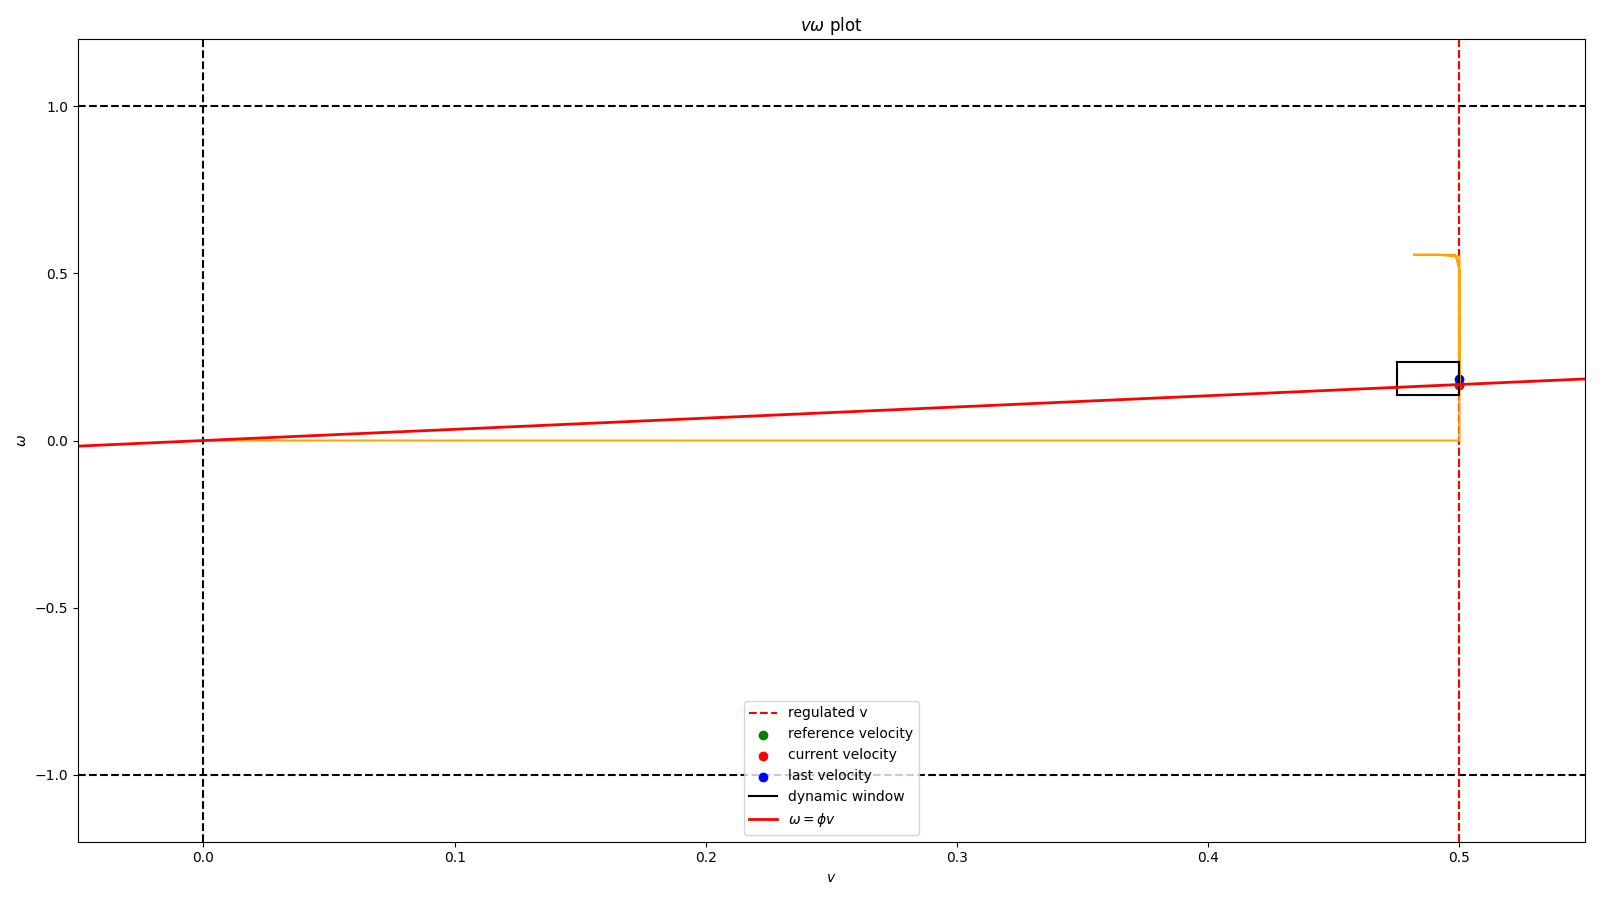 vω plot
1.0
0.5
0.0
−0.5
−1.0
ω
regulated v
reference velocity
current velocity
last velocity
dynamic window
ω = ϕv
0.0 0.1 0.2 0.3 0.4 0.5
v